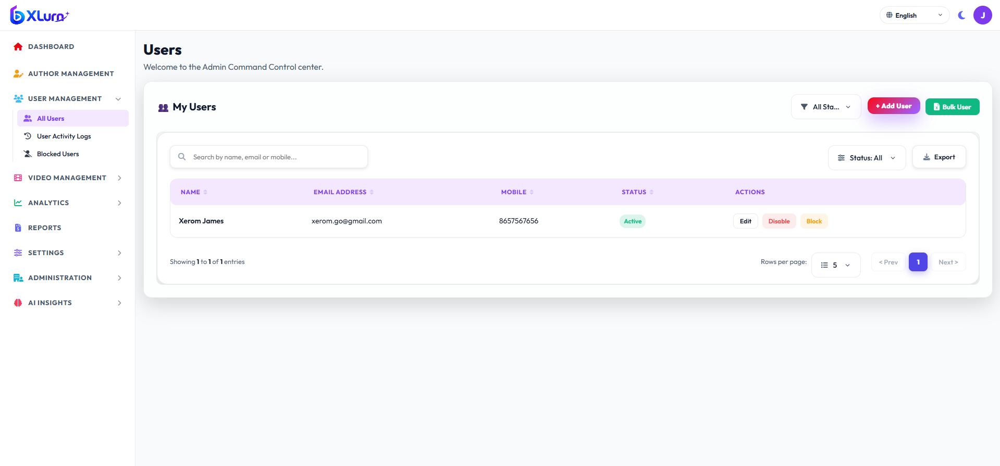 XLurn
English
J
DASHBOARD
AUTHOR MANAGEMENT
USER MANAGEMENT
All Users
User Activity Logs
Blocked Users
VIDEO MANAGEMENT
ANALYTICS
REPORTS
SETTINGS
ADMINISTRATION
AI INSIGHTS
Users
Welcome to the Admin Command Control center.
My Users
All Sta...
+ Add User
Bulk User
Search by name, email or mobile...
Status: All
Export
NAME EMAIL ADDRESS MOBILE STATUS ACTIONS
Xerom James xerom.go@gmail.com 8657567656 Active Edit Disable Block
Showing 1 to 1 of 1 entries
Rows per page: 5
< Prev 1 Next >